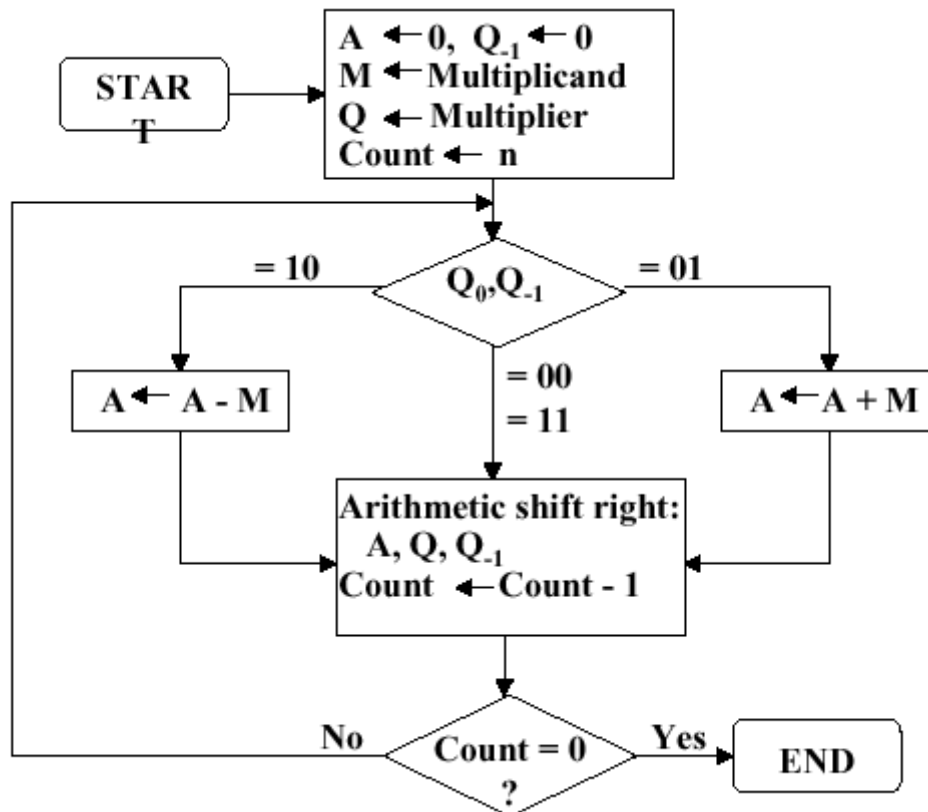 A ← 0, Q-1 ← 0
M ← Multiplicand
Q ← Multiplier
Count ← n
STAR
T
= 10
Q0,Q-1
= 01
= 00
= 11
A ← A - M
A ← A + M
Arithmetic shift right:
A, Q, Q-1
Count ← Count - 1
No
Count = 0
?
Yes
END